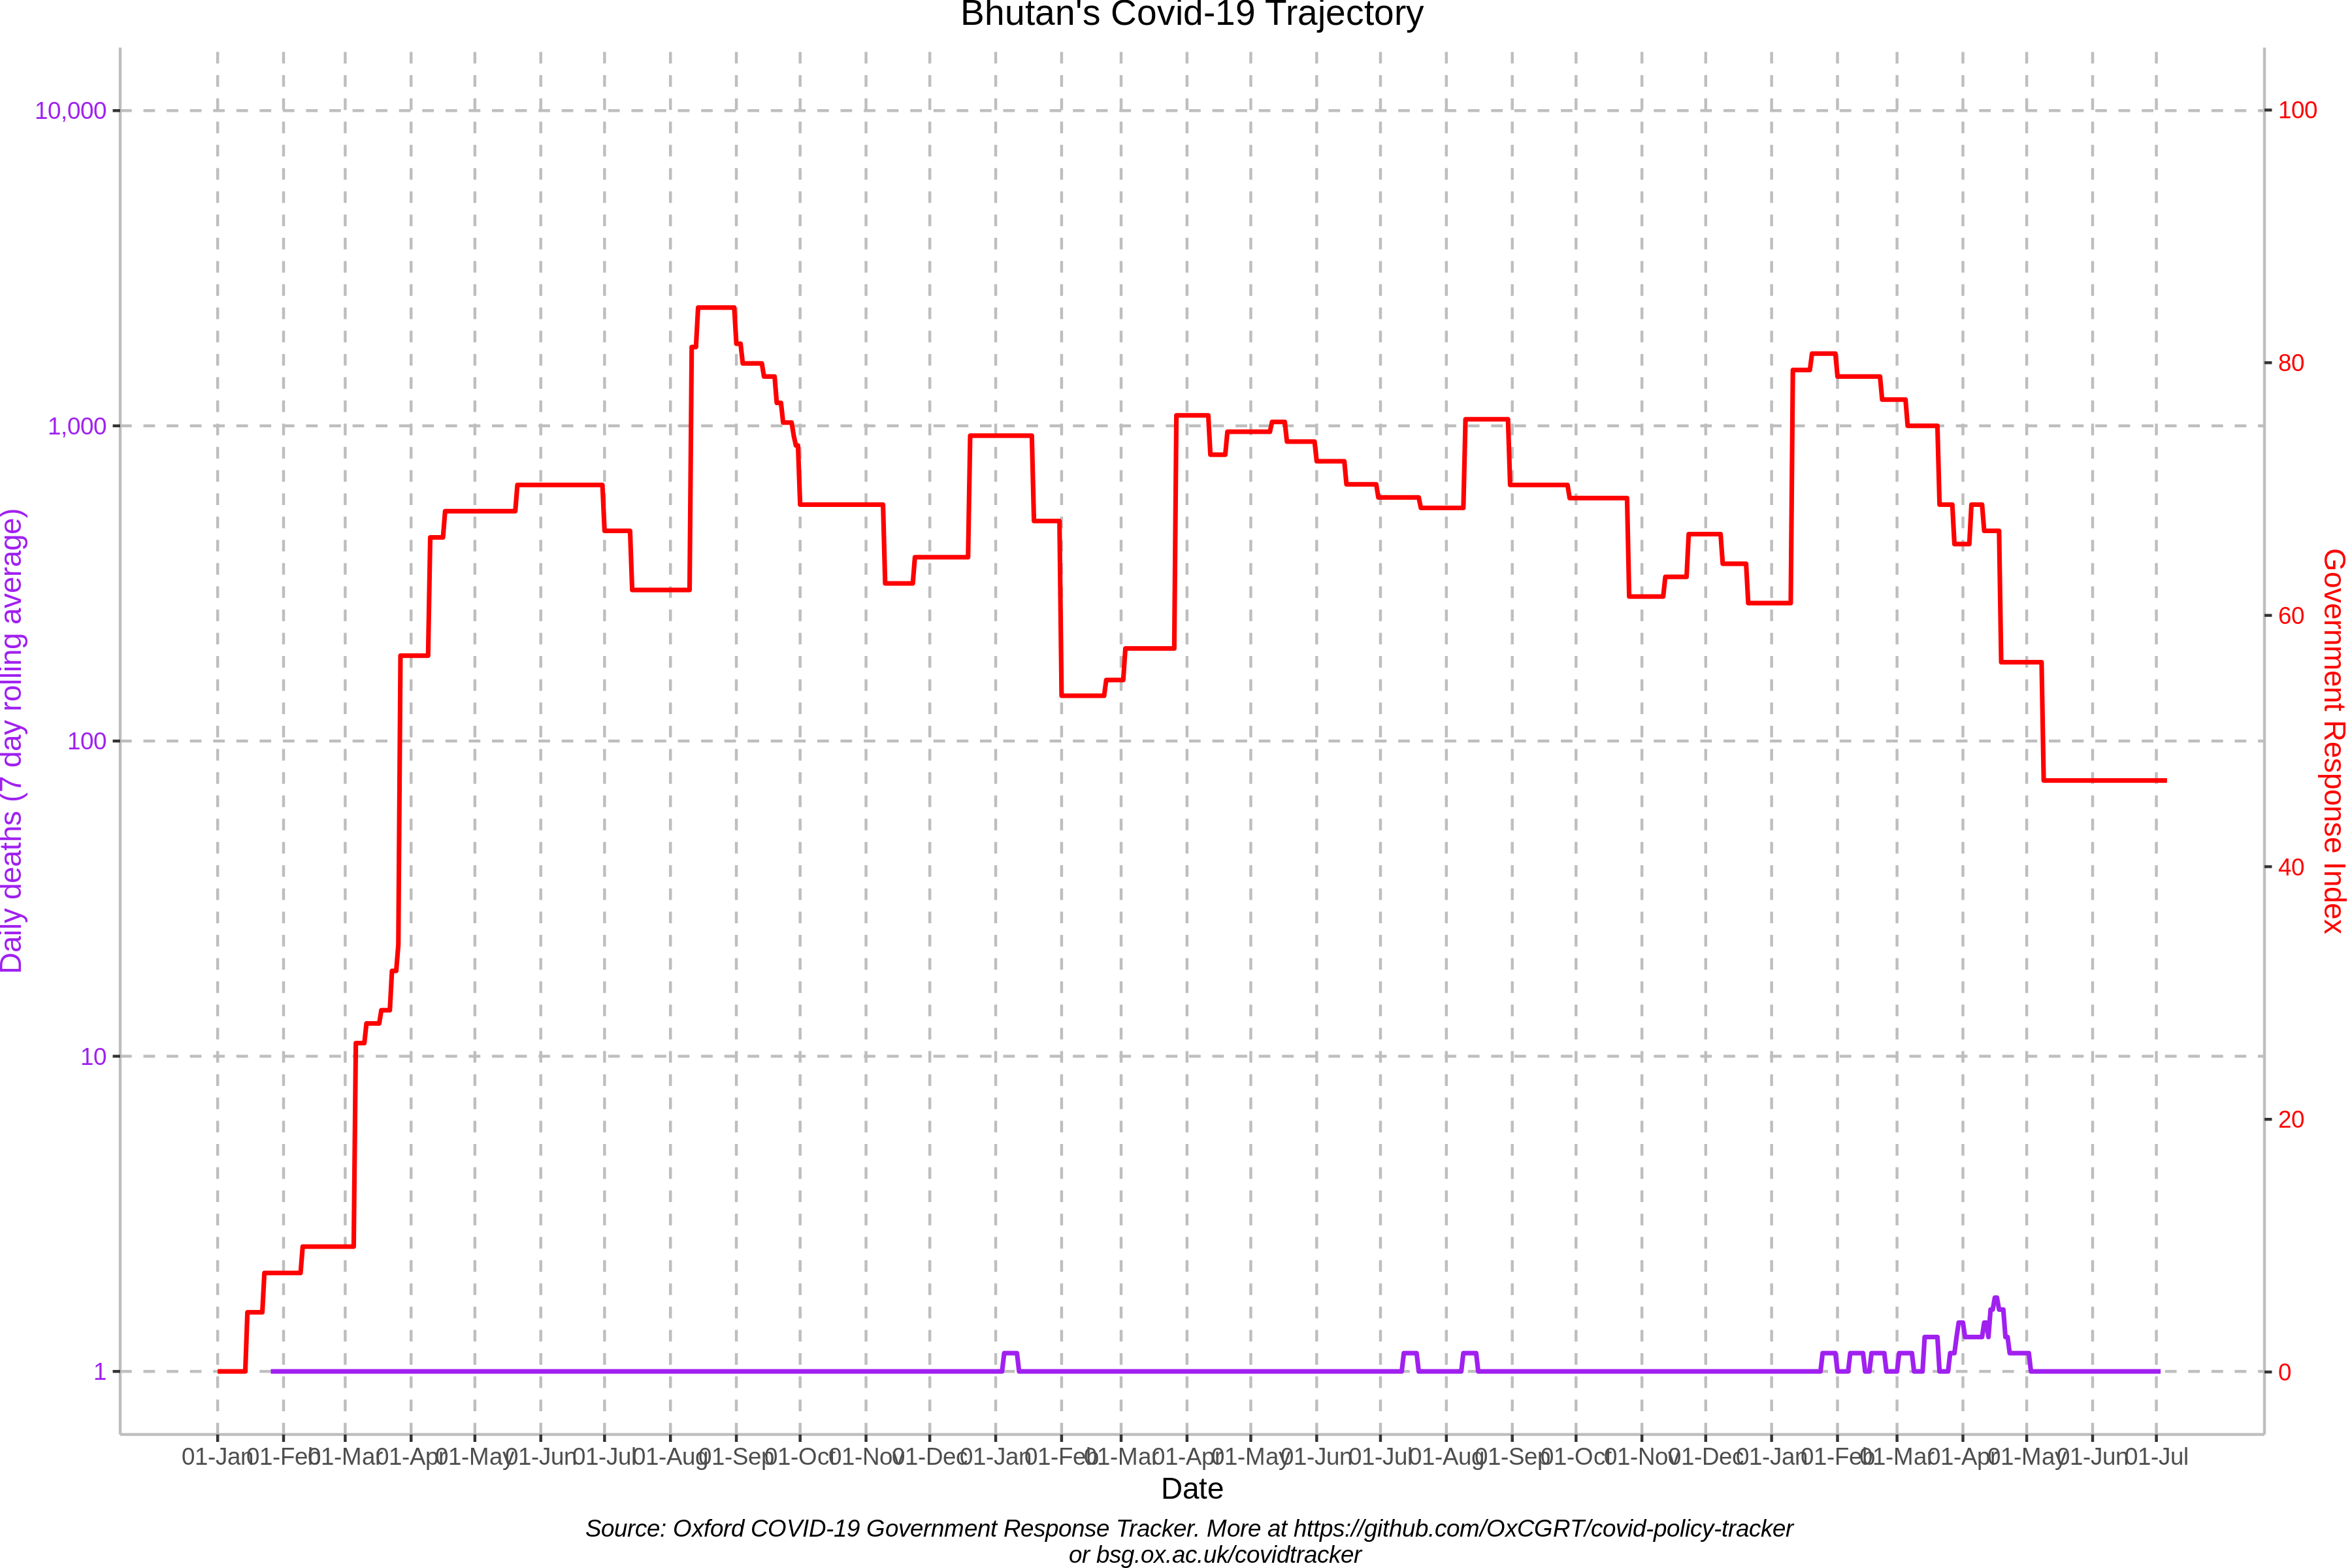 Bhutan's Covid-19 Trajectory
10,000
1,000
100
10
1
Daily deaths (7 day rolling average)
100
80
60
40
20
0
Government Response Index
01-Jan 01-Feb 01-Mar 01-Apr 01-May 01-Jun 01-Jul 01-Aug 01-Sep 01-Oct 01-Nov 01-Dec 01-Jan 01-Feb 01-Mar 01-Apr 01-May 01-Jun 01-Jul 01-Aug 01-Sep 01-Oct 01-Nov 01-Dec 01-Jan 01-Feb 01-Mar 01-Apr 01-May 01-Jun 01-Jul
Date
Source: Oxford COVID-19 Government Response Tracker. More at https://github.com/OxCGRT/covid-policy-tracker
or bsg.ox.ac.uk/covidtracker